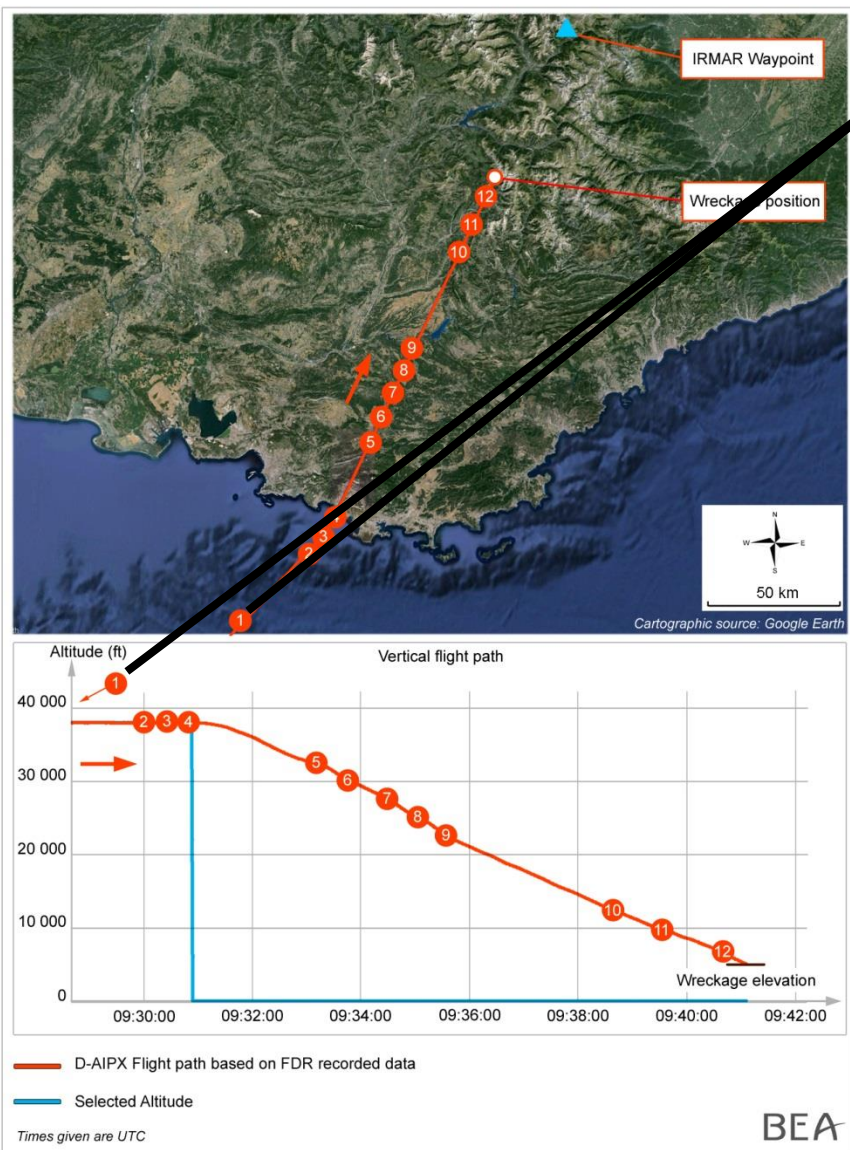 IRMAR Waypoint
Wreckage position
12
11
10
9
8
7
6
5
3
2
1
N
W E
S
50 km
Cartographic source: Google Earth
Altitude (ft)
Vertical flight path
1
40 000
2 3 4
30 000
5
6
7
8
9
20 000
10 000
10
11
12
Wreckage elevation
0
09:30:00 09:32:00 09:34:00 09:36:00 09:38:00 09:40:00 09:42:00
D-AIPX Flight path based on FDR recorded data
Selected Altitude
Times given are UTC
BEA